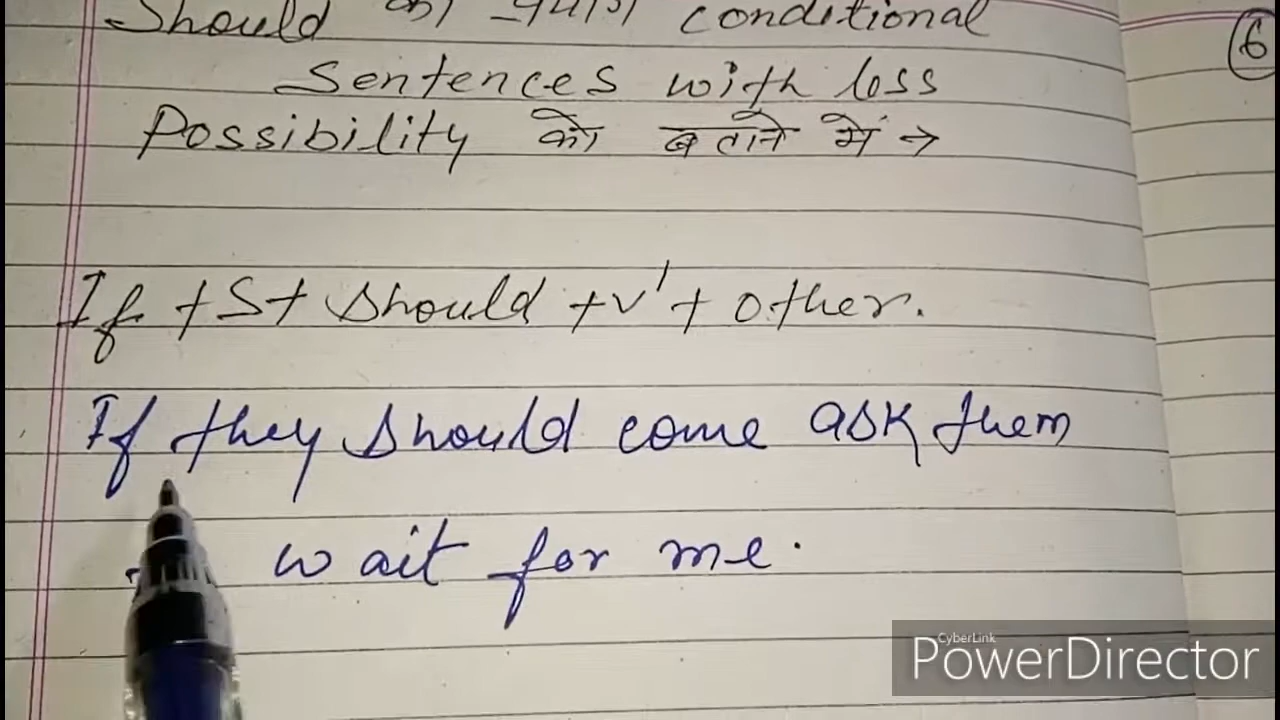 Should का प्रयोग conditional
6
Sentences with less
Possibility को बताने में →
If + S + should + v¹ + other.
If they should come ask them
wait for me.
CyberLink
PowerDirector